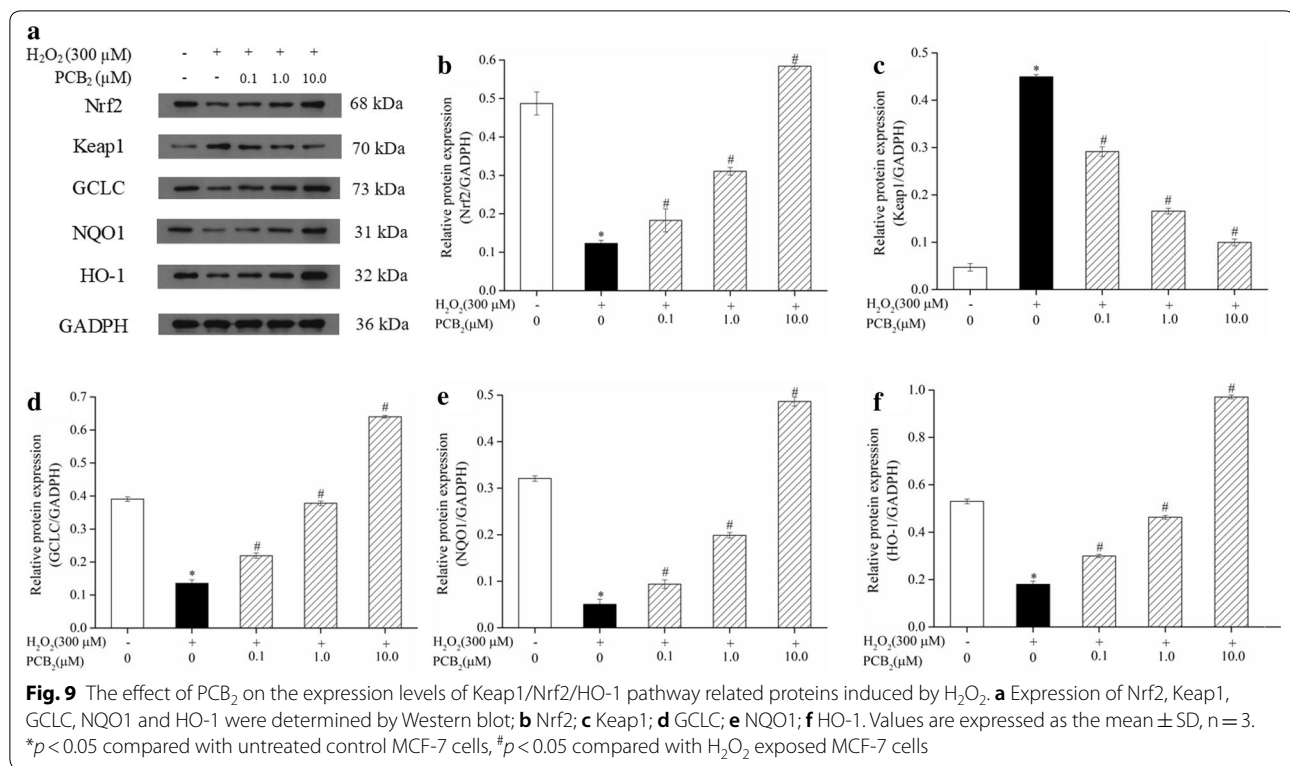 a
H₂O₂ (300 μM) - + + + +
PCB₂ (μM) - - 0.1 1.0 10.0
Nrf2 68 kDa
Keap1 70 kDa
GCLC 73 kDa
NQO1 31 kDa
HO-1 32 kDa
GADPH 36 kDa
b
Relative protein expression
(Nrf2/GADPH)
0.6
0.5
0.4
0.3
0.2
0.1
0.0
* # # #
H₂O₂(300 μM) - + + + +
PCB₂(μM) 0 0 0.1 1.0 10.0
c
Relative protein expression
(Keap1/GADPH)
0.5
0.4
0.3
0.2
0.1
0.0
* # # #
H₂O₂(300 μM) - + + + +
PCB₂(μM) 0 0 0.1 1.0 10.0
d
Relative protein expression
(GCLC/GADPH)
0.7
0.6
0.4
0.3
0.2
0.1
0.0
* # # #
H₂O₂(300 μM) - + + + +
PCB₂(μM) 0 0 0.1 1.0 10.0
e
Relative protein expression
(NQO1/GADPH)
0.5
0.4
0.3
0.2
0.1
0.0
* # # #
H₂O₂(300 μM) - + + + +
PCB₂(μM) 0 0 0.1 1.0 10.0
f
Relative protein expression
(HO-1/GADPH)
1.0
0.8
0.6
0.4
0.2
0.0
* # # #
H₂O₂(300 μM) - + + + +
PCB₂(μM) 0 0 0.1 1.0 10.0
Fig. 9 The effect of PCB₂ on the expression levels of Keap1/Nrf2/HO-1 pathway related proteins induced by H₂O₂. a Expression of Nrf2, Keap1,
GCLC, NQO1 and HO-1 were determined by Western blot; b Nrf2; c Keap1; d GCLC; e NQO1; f HO-1. Values are expressed as the mean ± SD, n = 3.
*p < 0.05 compared with untreated control MCF-7 cells, #p < 0.05 compared with H₂O₂ exposed MCF-7 cells